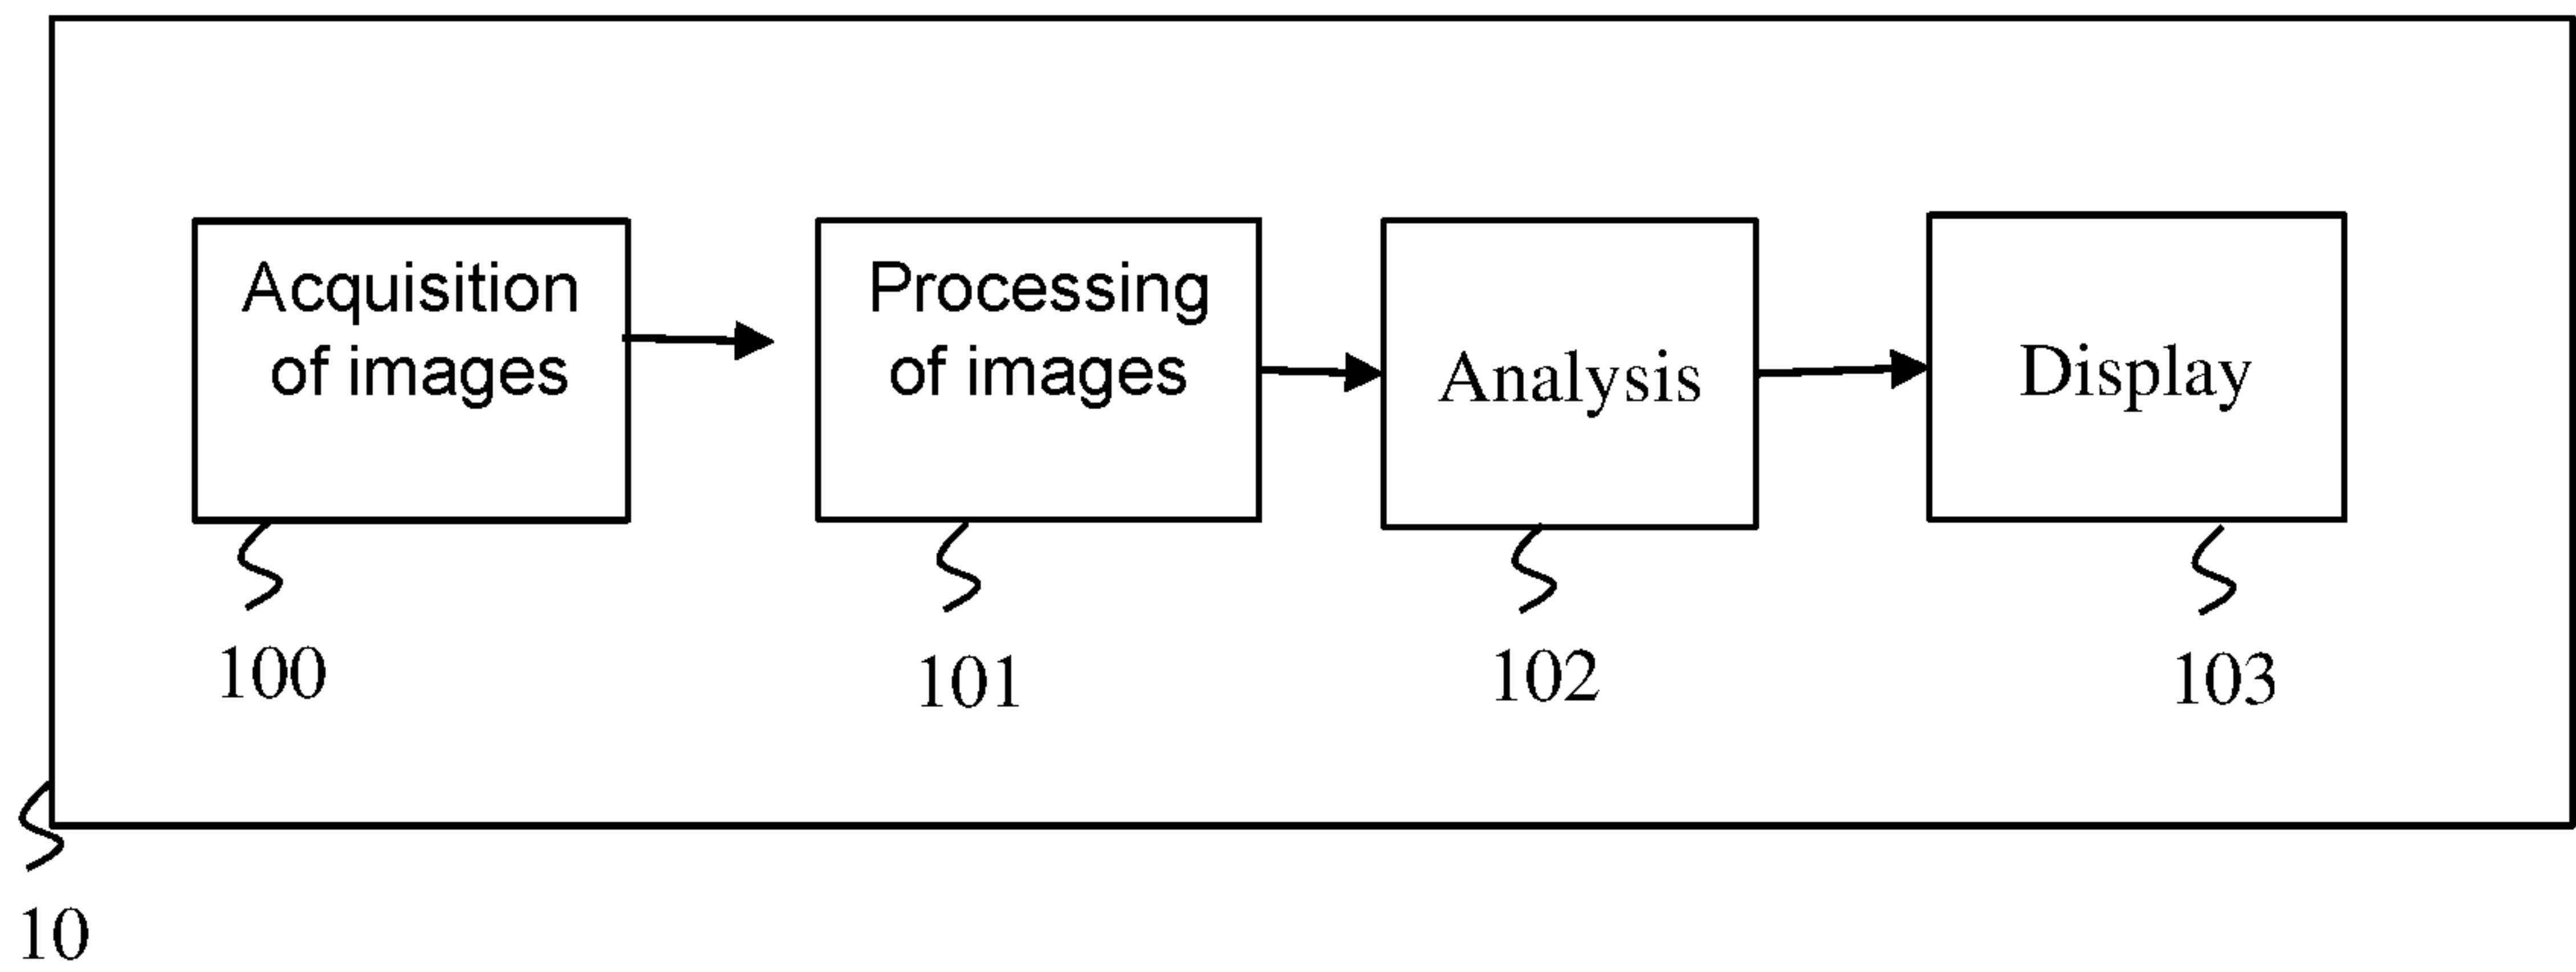 Acquisition
of images
Processing
of images
Analysis
Display
100
101
102
103
10